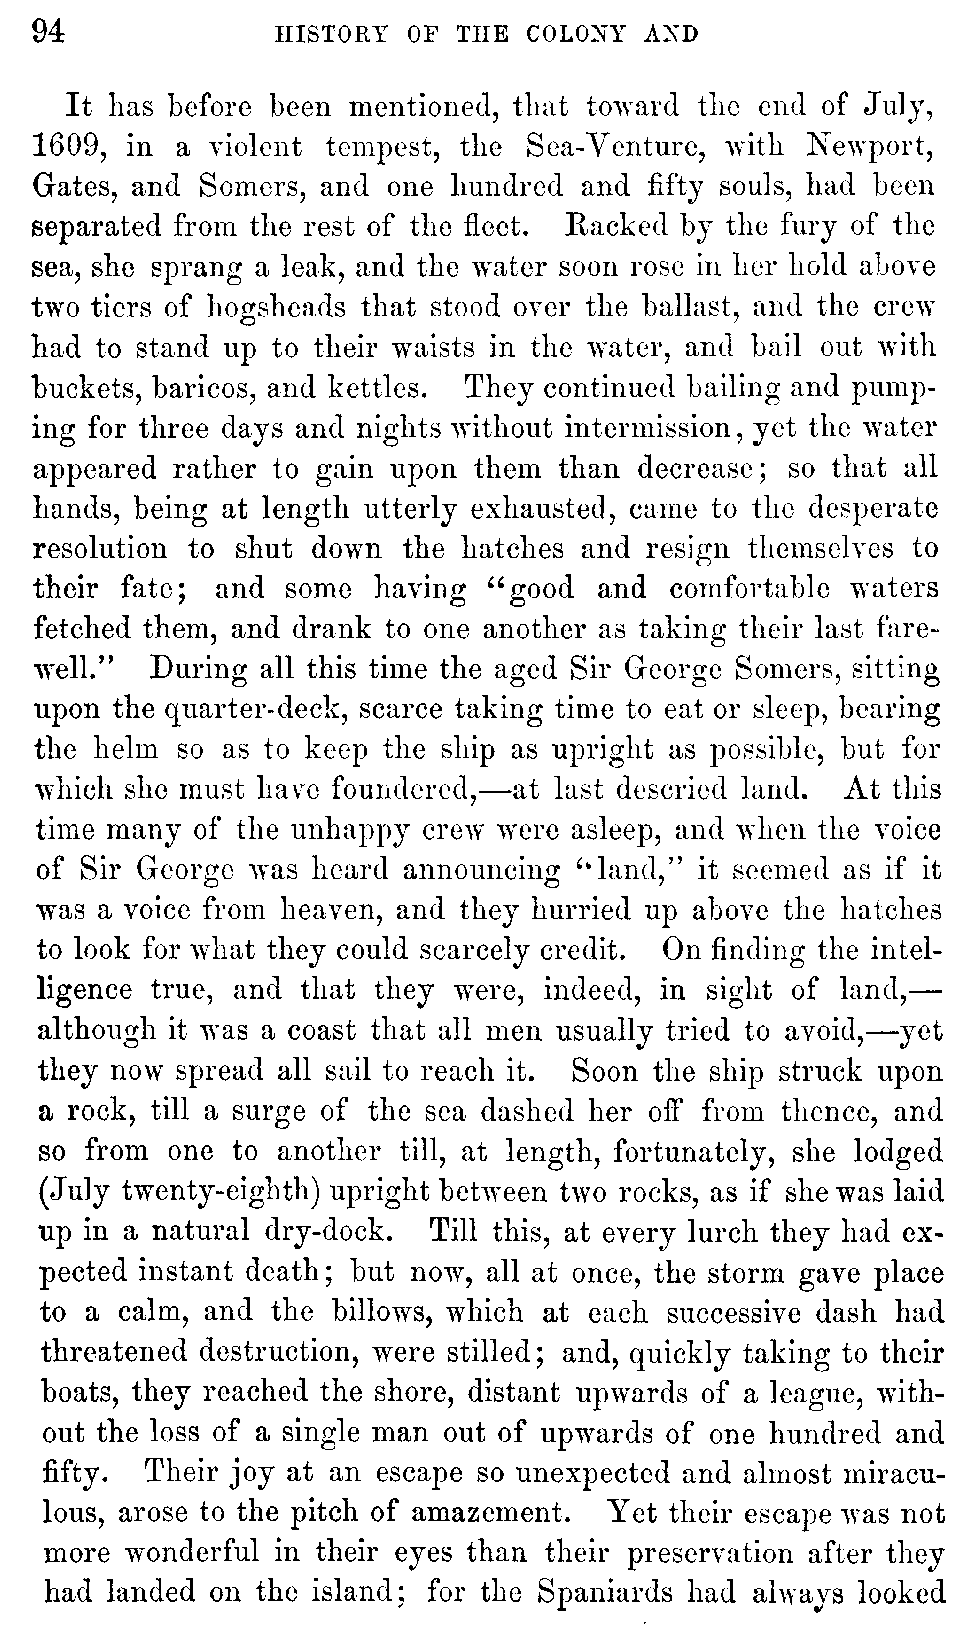 94 HISTORY OF THE COLONY AND
It has before been mentioned, that toward the end of July,
1609, in a violent tempest, the Sea-Venture, with Newport,
Gates, and Somers, and one hundred and fifty souls, had been
separated from the rest of the fleet. Racked by the fury of the
sea, she sprang a leak, and the water soon rose in her hold above
two tiers of hogsheads that stood over the ballast, and the crew
had to stand up to their waists in the water, and bail out with
buckets, baricos, and kettles. They continued bailing and pump-
ing for three days and nights without intermission, yet the water
appeared rather to gain upon them than decrease; so that all
hands, being at length utterly exhausted, came to the desperate
resolution to shut down the hatches and resign themselves to
their fate; and some having "good and comfortable waters
fetched them, and drank to one another as taking their last fare-
well." During all this time the aged Sir George Somers, sitting
upon the quarter-deck, scarce taking time to eat or sleep, bearing
the helm so as to keep the ship as upright as possible, but for
which she must have foundered,—at last descried land. At this
time many of the unhappy crew were asleep, and when the voice
of Sir George was heard announcing "land," it seemed as if it
was a voice from heaven, and they hurried up above the hatches
to look for what they could scarcely credit. On finding the intel-
ligence true, and that they were, indeed, in sight of land,—
although it was a coast that all men usually tried to avoid,—yet
they now spread all sail to reach it. Soon the ship struck upon
a rock, till a surge of the sea dashed her off from thence, and
so from one to another till, at length, fortunately, she lodged
(July twenty-eighth) upright between two rocks, as if she was laid
up in a natural dry-dock. Till this, at every lurch they had ex-
pected instant death; but now, all at once, the storm gave place
to a calm, and the billows, which at each successive dash had
threatened destruction, were stilled; and, quickly taking to their
boats, they reached the shore, distant upwards of a league, with-
out the loss of a single man out of upwards of one hundred and
fifty. Their joy at an escape so unexpected and almost miracu-
lous, arose to the pitch of amazement. Yet their escape was not
more wonderful in their eyes than their preservation after they
had landed on the island; for the Spaniards had always looked